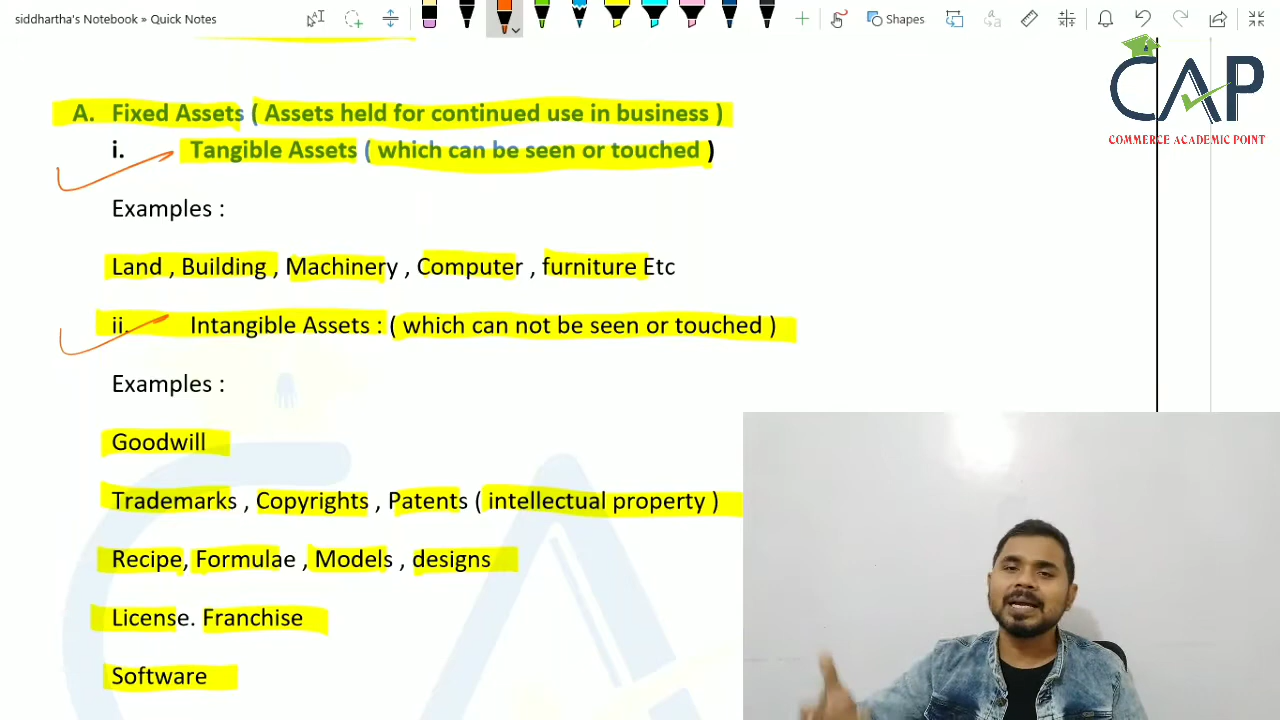 siddhartha's Notebook » Quick Notes
Shapes
CAP
COMMERCE ACADEMIC POINT
A. Fixed Assets ( Assets held for continued use in business )
i. Tangible Assets ( which can be seen or touched )
Examples :
Land , Building , Machinery , Computer , furniture Etc
ii. Intangible Assets : ( which can not be seen or touched )
Examples :
Goodwill
Trademarks , Copyrights , Patents ( intellectual property )
Recipe, Formulae , Models , designs
License. Franchise
Software